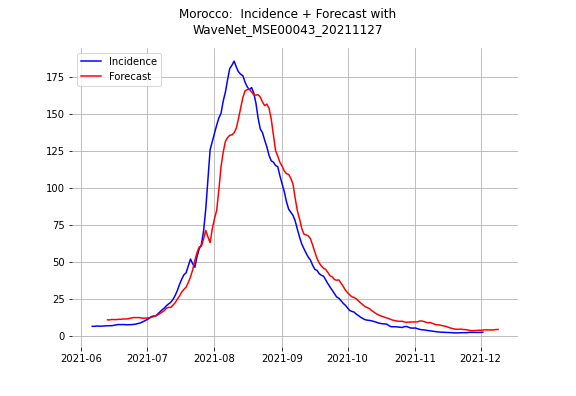 Morocco:  Incidence + Forecast with
WaveNet_MSE00043_20211127
Incidence
Forecast
175
150
125
100
75
50
25
0
2021-06 2021-07 2021-08 2021-09 2021-10 2021-11 2021-12